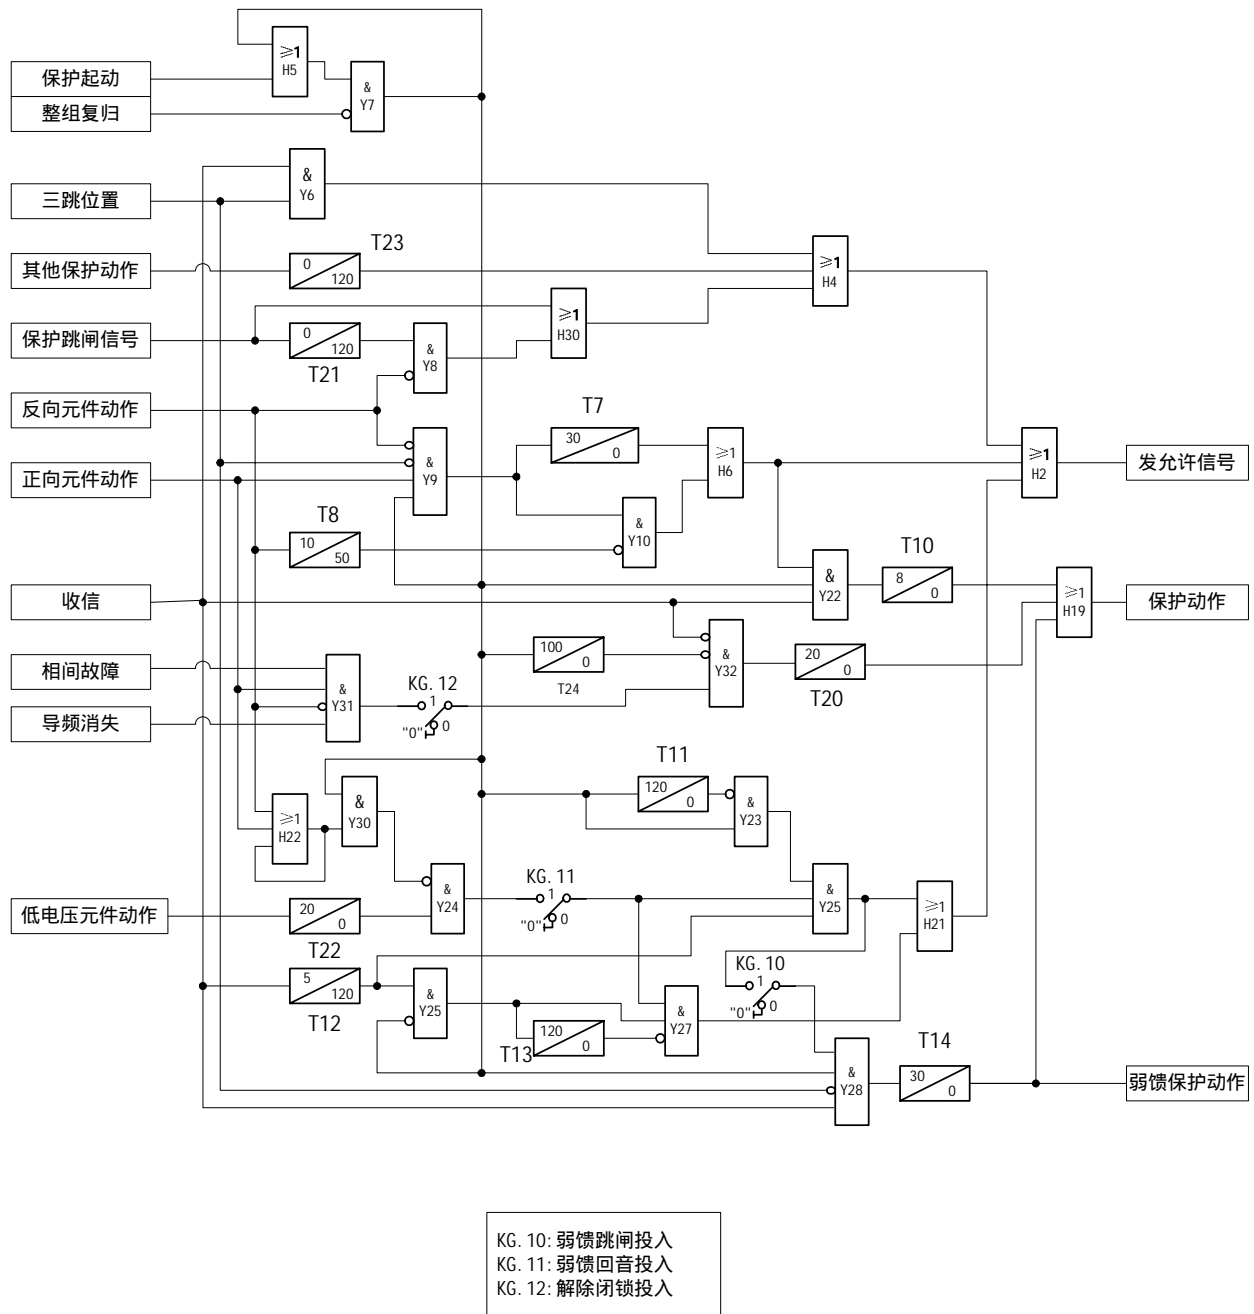 ≥1
H5
保护起动
&
Y7
整组复归
&
Y6
三跳位置
T23
其他保护动作
0
120
≥1
H4
保护跳闸信号
0
120
T21
&
Y8
≥1
H30
反向元件动作
T7
30
0
正向元件动作
&
Y9
≥1
H6
≥1
H2
发允许信号
T8
10
50
&
Y10
T10
8
0
&
Y22
收信
≥1
H19
保护动作
相间故障
100
0
T24
&
Y32
20
0
T20
导频消失
&
Y31
KG. 12
1
0
"0"
T11
120
0
&
Y23
≥1
H22
&
Y30
低电压元件动作
20
0
T22
&
Y24
KG. 11
1
0
"0"
&
Y25
≥1
H21
5
120
T12
&
Y25
KG. 10
1
0
"0"
120
0
T13
&
Y27
T14
&
Y28
30
0
弱馈保护动作
KG. 10: 弱馈跳闸投入
KG. 11: 弱馈回音投入
KG. 12: 解除闭锁投入